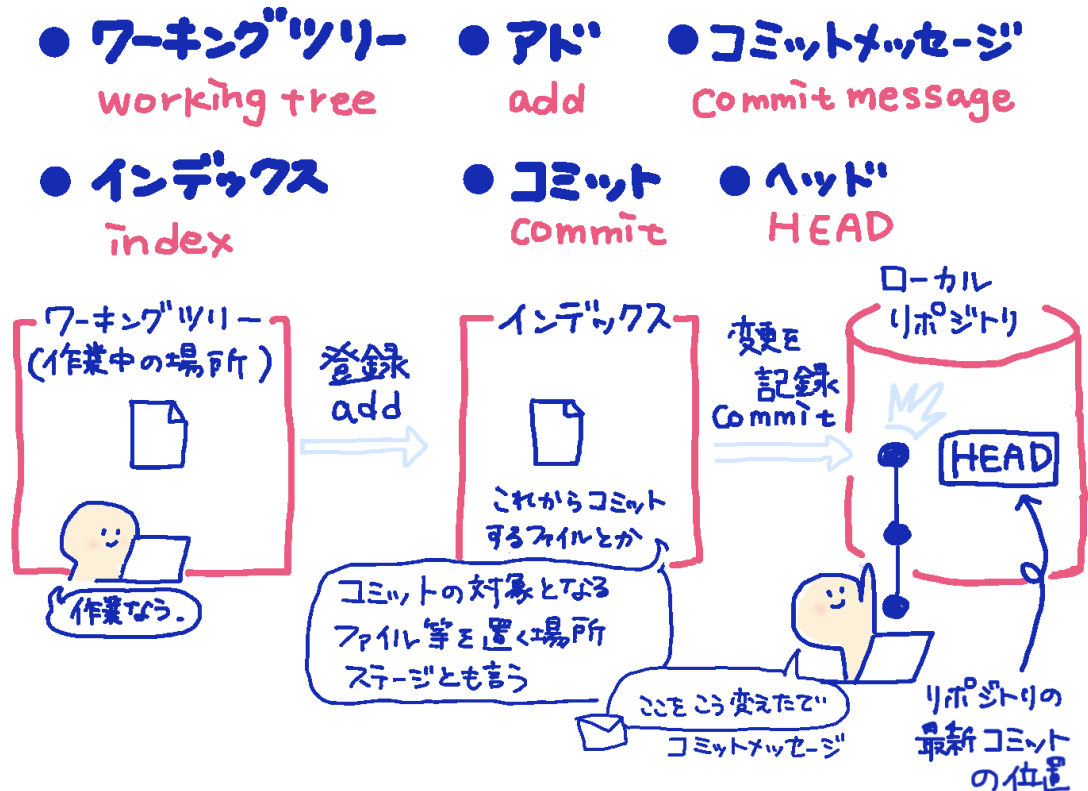 ● ワーキングツリー
working tree
● アド
add
● コミットメッセージ
commit message
● インデックス
index
● コミット
commit
● ヘッド
HEAD
ワーキングツリー
(作業中の場所)
作業なう.
登録
add
インデックス
これからコミット
するファイルとか
コミットの対象となる
ファイル等を置く場所
ステージとも言う
変更を
記録
commit
ローカル
リポジトリ
HEAD
ここをこう変えたで
コミットメッセージ
リポジトリの
最新コミット
の位置